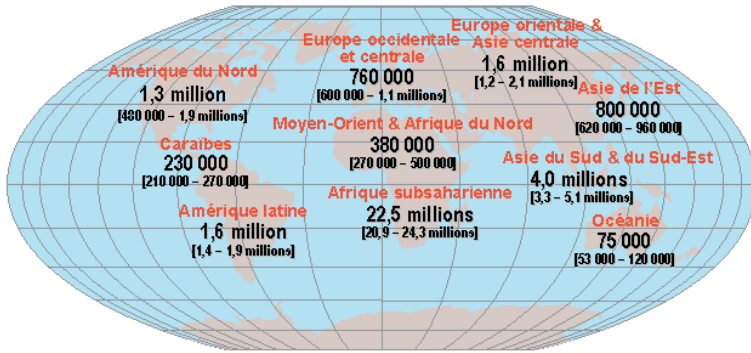 Europe orientale &
Asie centrale
1,6 million
[1,2 – 2,1 millions]
Europe occidentale
et centrale
760 000
[600 000 – 1,1 millions]
Amérique du Nord
1,3 million
[480 000 – 1,9 millions]
Asie de l'Est
800 000
[620 000 – 960 000]
Moyen-Orient & Afrique du Nord
380 000
[270 000 – 500 000]
Caraïbes
230 000
[210 000 – 270 000]
Asie du Sud & du Sud-Est
4,0 millions
[3,3 – 5,1 millions]
Afrique subsaharienne
22,5 millions
[20,9 – 24,3 millions]
Amérique latine
1,6 million
[1,4 – 1,9 millions]
Océanie
75 000
[53 000 – 120 000]